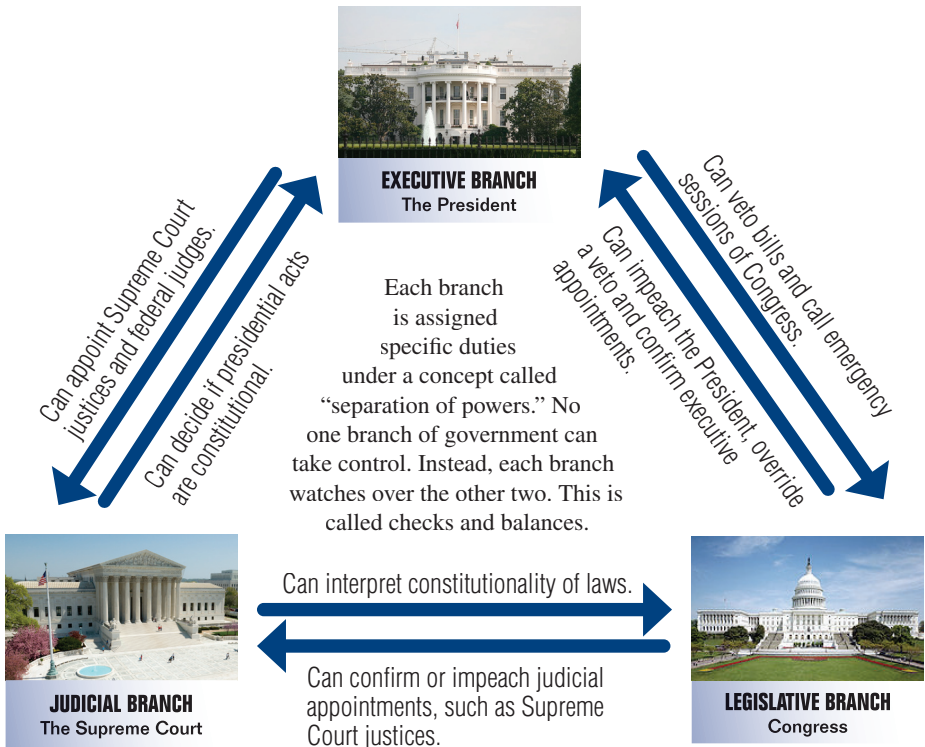 EXECUTIVE BRANCH
The President
Can appoint Supreme Court
justices and federal judges.
Can decide if presidential acts
are constitutional.
Can veto bills and call emergency
sessions of Congress.
Can impeach the President, override
a veto and confirm executive
appointments.
Each branch
is assigned
specific duties
under a concept called
“separation of powers.” No
one branch of government can
take control. Instead, each branch
watches over the other two. This is
called checks and balances.
Can interpret constitutionality of laws.
Can confirm or impeach judicial
appointments, such as Supreme
Court justices.
JUDICIAL BRANCH
The Supreme Court
LEGISLATIVE BRANCH
Congress